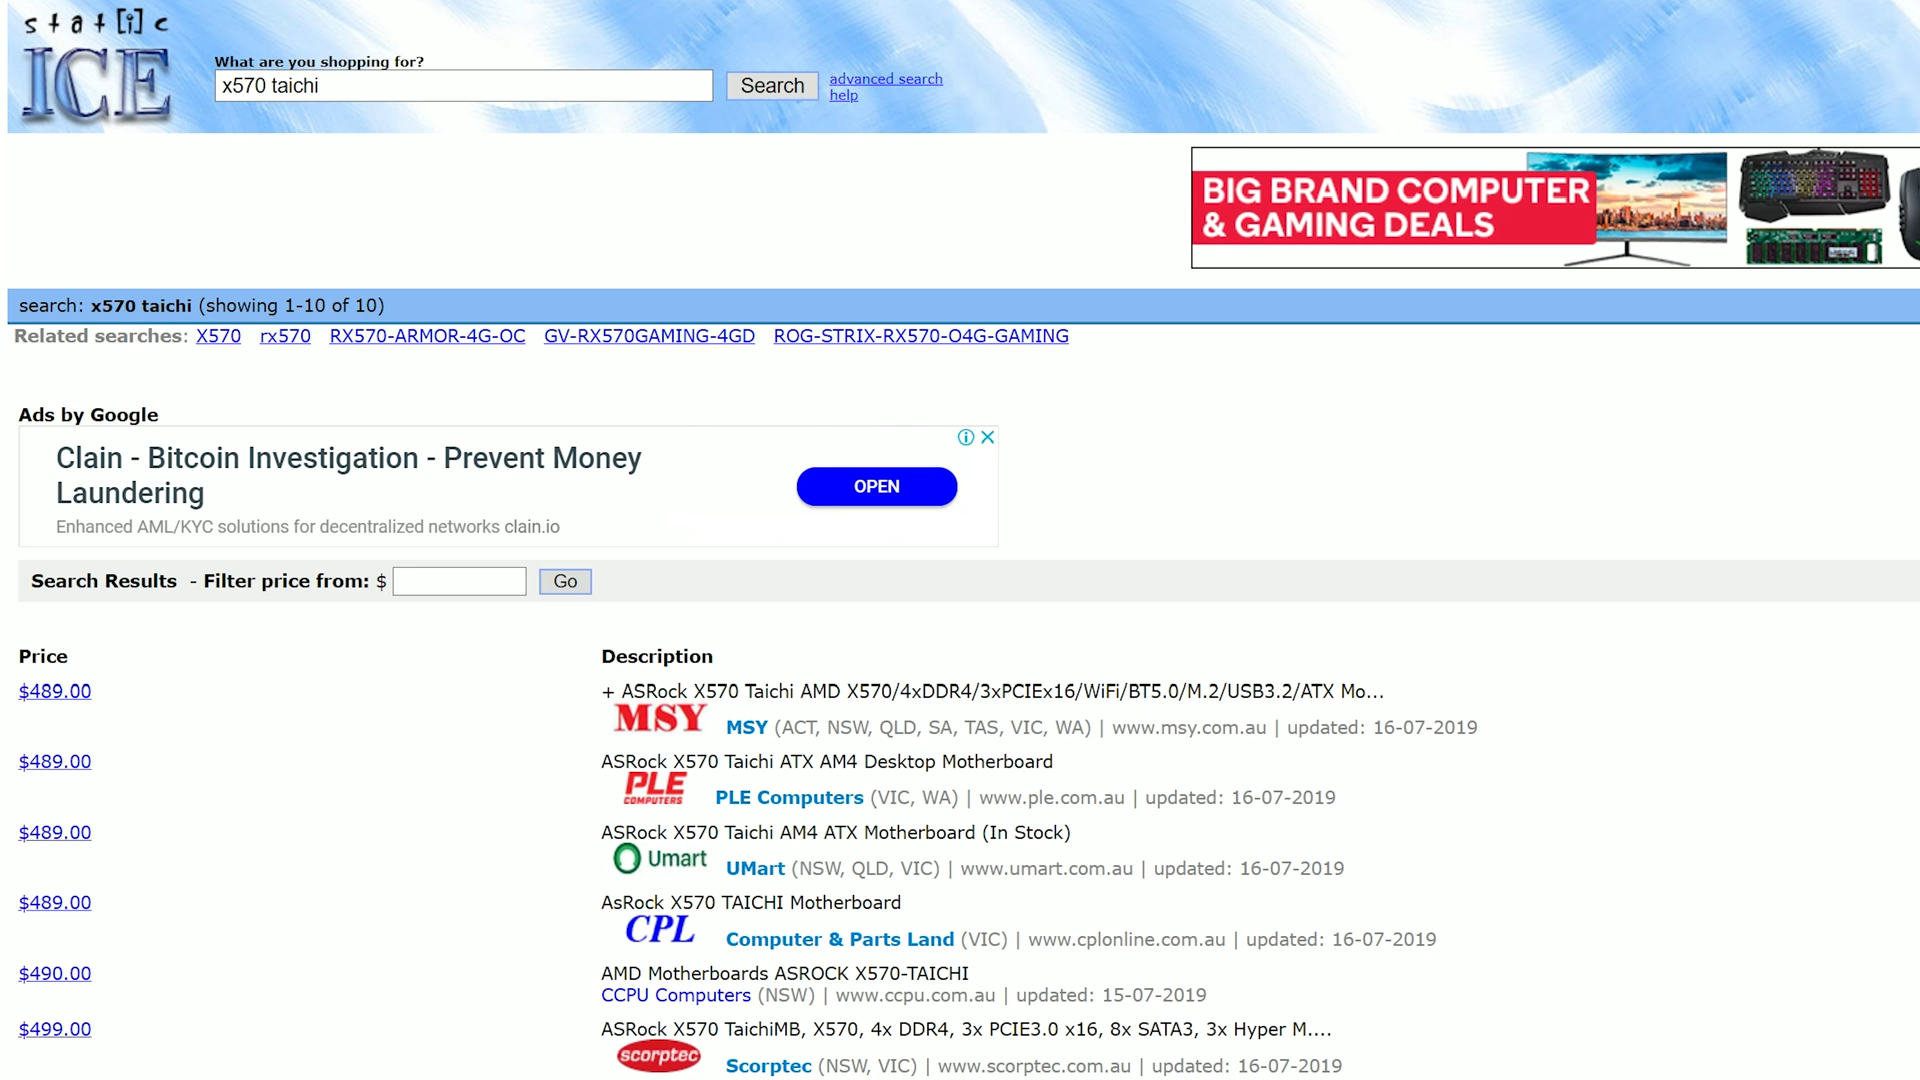 stat[i]c
ICE
What are you shopping for?
x570 taichi
Search
advanced search
help
BIG BRAND COMPUTER
& GAMING DEALS
search: x570 taichi (showing 1-10 of 10)
Related searches: X570 rx570 RX570-ARMOR-4G-OC GV-RX570GAMING-4GD ROG-STRIX-RX570-O4G-GAMING
Ads by Google
Clain - Bitcoin Investigation - Prevent Money
Laundering
OPEN
Enhanced AML/KYC solutions for decentralized networks clain.io
Search Results - Filter price from: $ Go
Price Description
$489.00 + ASRock X570 Taichi AMD X570/4xDDR4/3xPCIEx16/WiFi/BT5.0/M.2/USB3.2/ATX Mo...
MSY MSY (ACT, NSW, QLD, SA, TAS, VIC, WA) | www.msy.com.au | updated: 16-07-2019
$489.00 ASRock X570 Taichi ATX AM4 Desktop Motherboard
PLE COMPUTERS PLE Computers (VIC, WA) | www.ple.com.au | updated: 16-07-2019
$489.00 ASRock X570 Taichi AM4 ATX Motherboard (In Stock)
Umart UMart (NSW, QLD, VIC) | www.umart.com.au | updated: 16-07-2019
$489.00 AsRock X570 TAICHI Motherboard
CPL Computer & Parts Land (VIC) | www.cplonline.com.au | updated: 16-07-2019
$490.00 AMD Motherboards ASROCK X570-TAICHI
CCPU Computers (NSW) | www.ccpu.com.au | updated: 15-07-2019
$499.00 ASRock X570 TaichiMB, X570, 4x DDR4, 3x PCIE3.0 x16, 8x SATA3, 3x Hyper M....
scorptec Scorptec (NSW, VIC) | www.scorptec.com.au | updated: 16-07-2019